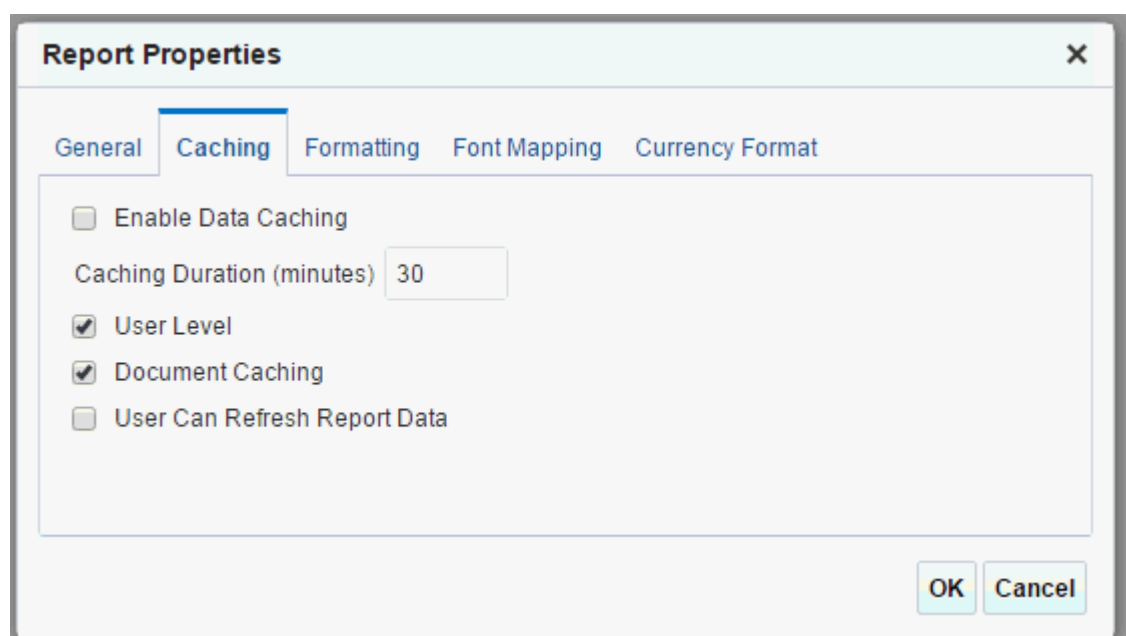 Report Properties
General Caching Formatting Font Mapping Currency Format
Enable Data Caching
Caching Duration (minutes) 30
User Level
Document Caching
User Can Refresh Report Data
OK Cancel